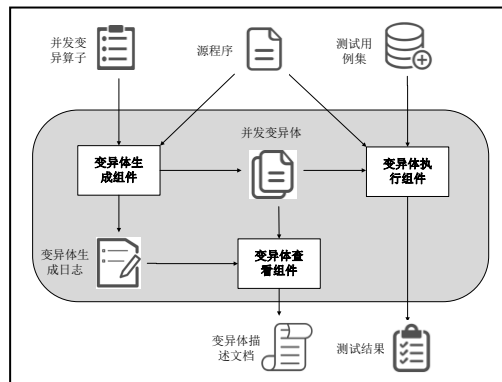 并发变
异算子
源程序
测试用
例集
并发变异体
变异体生
成组件
变异体执
行组件
变异体生
成日志
变异体查
看组件
变异体描
述文档
测试结果